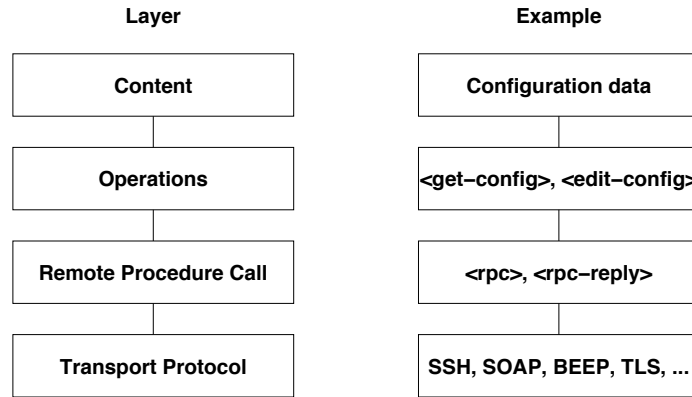 Layer
Example
Content
Configuration data
Operations
<get−config>, <edit−config>
Remote Procedure Call
<rpc>, <rpc−reply>
Transport Protocol
SSH, SOAP, BEEP, TLS, ...